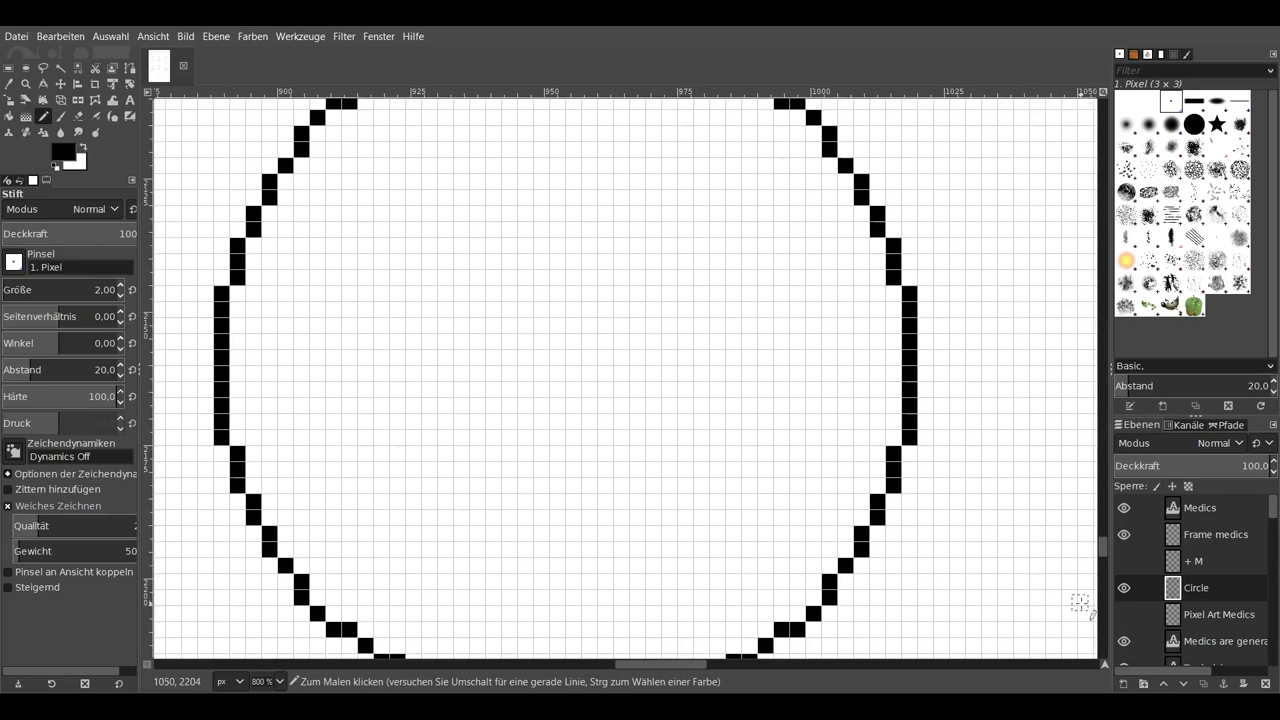 Datei Bearbeiten Auswahl Ansicht Bild Ebene Farben Werkzeuge Filter Fenster Hilfe
Filter
1. Pixel (3 × 3)
900 925 950 975 1000 1025 1050
2125
2150
2175
2200
Stift
Modus Normal
Deckkraft 100
Pinsel
1. Pixel
Größe 2,00
Seitenverhältnis 0,00
Winkel 0,00
Abstand 20,0
Härte 100,0
Druck
Zeichendynamiken
Dynamics Off
Optionen der Zeichendyna
Zittern hinzufügen
Weiches Zeichnen
Qualität 2
Gewicht 50
Pinsel an Ansicht koppeln
Steigernd
Basic.
Abstand 20.0
Ebenen Kanäle Pfade
Modus Normal
Deckkraft 100.0
Sperre:
Medics
Frame medics
+ M
Circle
Pixel Art Medics
Medics are genera
1050, 2204 px 800 % Zum Malen klicken (versuchen Sie Umschalt für eine gerade Linie, Strg zum Wählen einer Farbe)